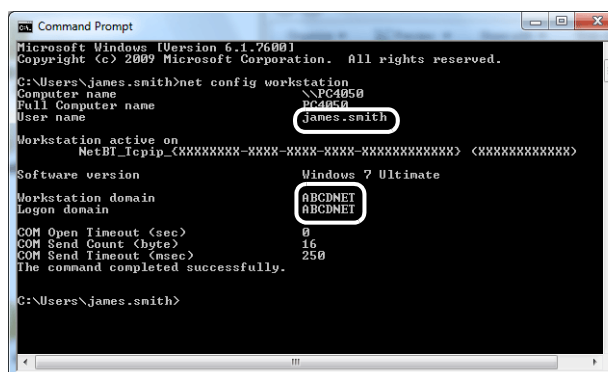 Command Prompt
Microsoft Windows [Version 6.1.7600]
Copyright (c) 2009 Microsoft Corporation.  All rights reserved.
C:\Users\james.smith>net config workstation
Computer name \\PC4050
Full Computer name PC4050
User name james.smith
Workstation active on
NetBT_Tcpip_{XXXXXXXX-XXXX-XXXX-XXXX-XXXXXXXXXXXX} (XXXXXXXXXXXX)
Software version Windows 7 Ultimate
Workstation domain ABCDNET
Logon domain ABCDNET
COM Open Timeout (sec) 0
COM Send Count (byte) 16
COM Send Timeout (msec) 250
The command completed successfully.
C:\Users\james.smith>